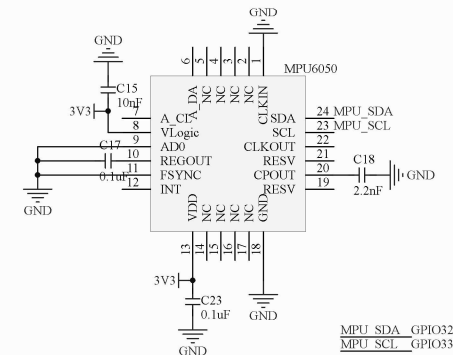 GND
GND
MPU6050
C15
10nF
3V3
6 5 4 3 2 1
A_DA NC NC NC NC CLKIN
7 A_CL SDA 24 MPU_SDA
8 VLogic SCL 23 MPU_SCL
C17
9 AD0 CLKOUT 22
10 REGOUT RESV 21
0.1uF
11 FSYNC CPOUT 20
12 INT RESV 19
C18
2.2nF
GND
GND
VDD NC NC NC NC GND
13 14 15 16 17 18
3V3
C23
0.1uF
GND
GND
MPU_SDA GPIO32
MPU_SCL GPIO33